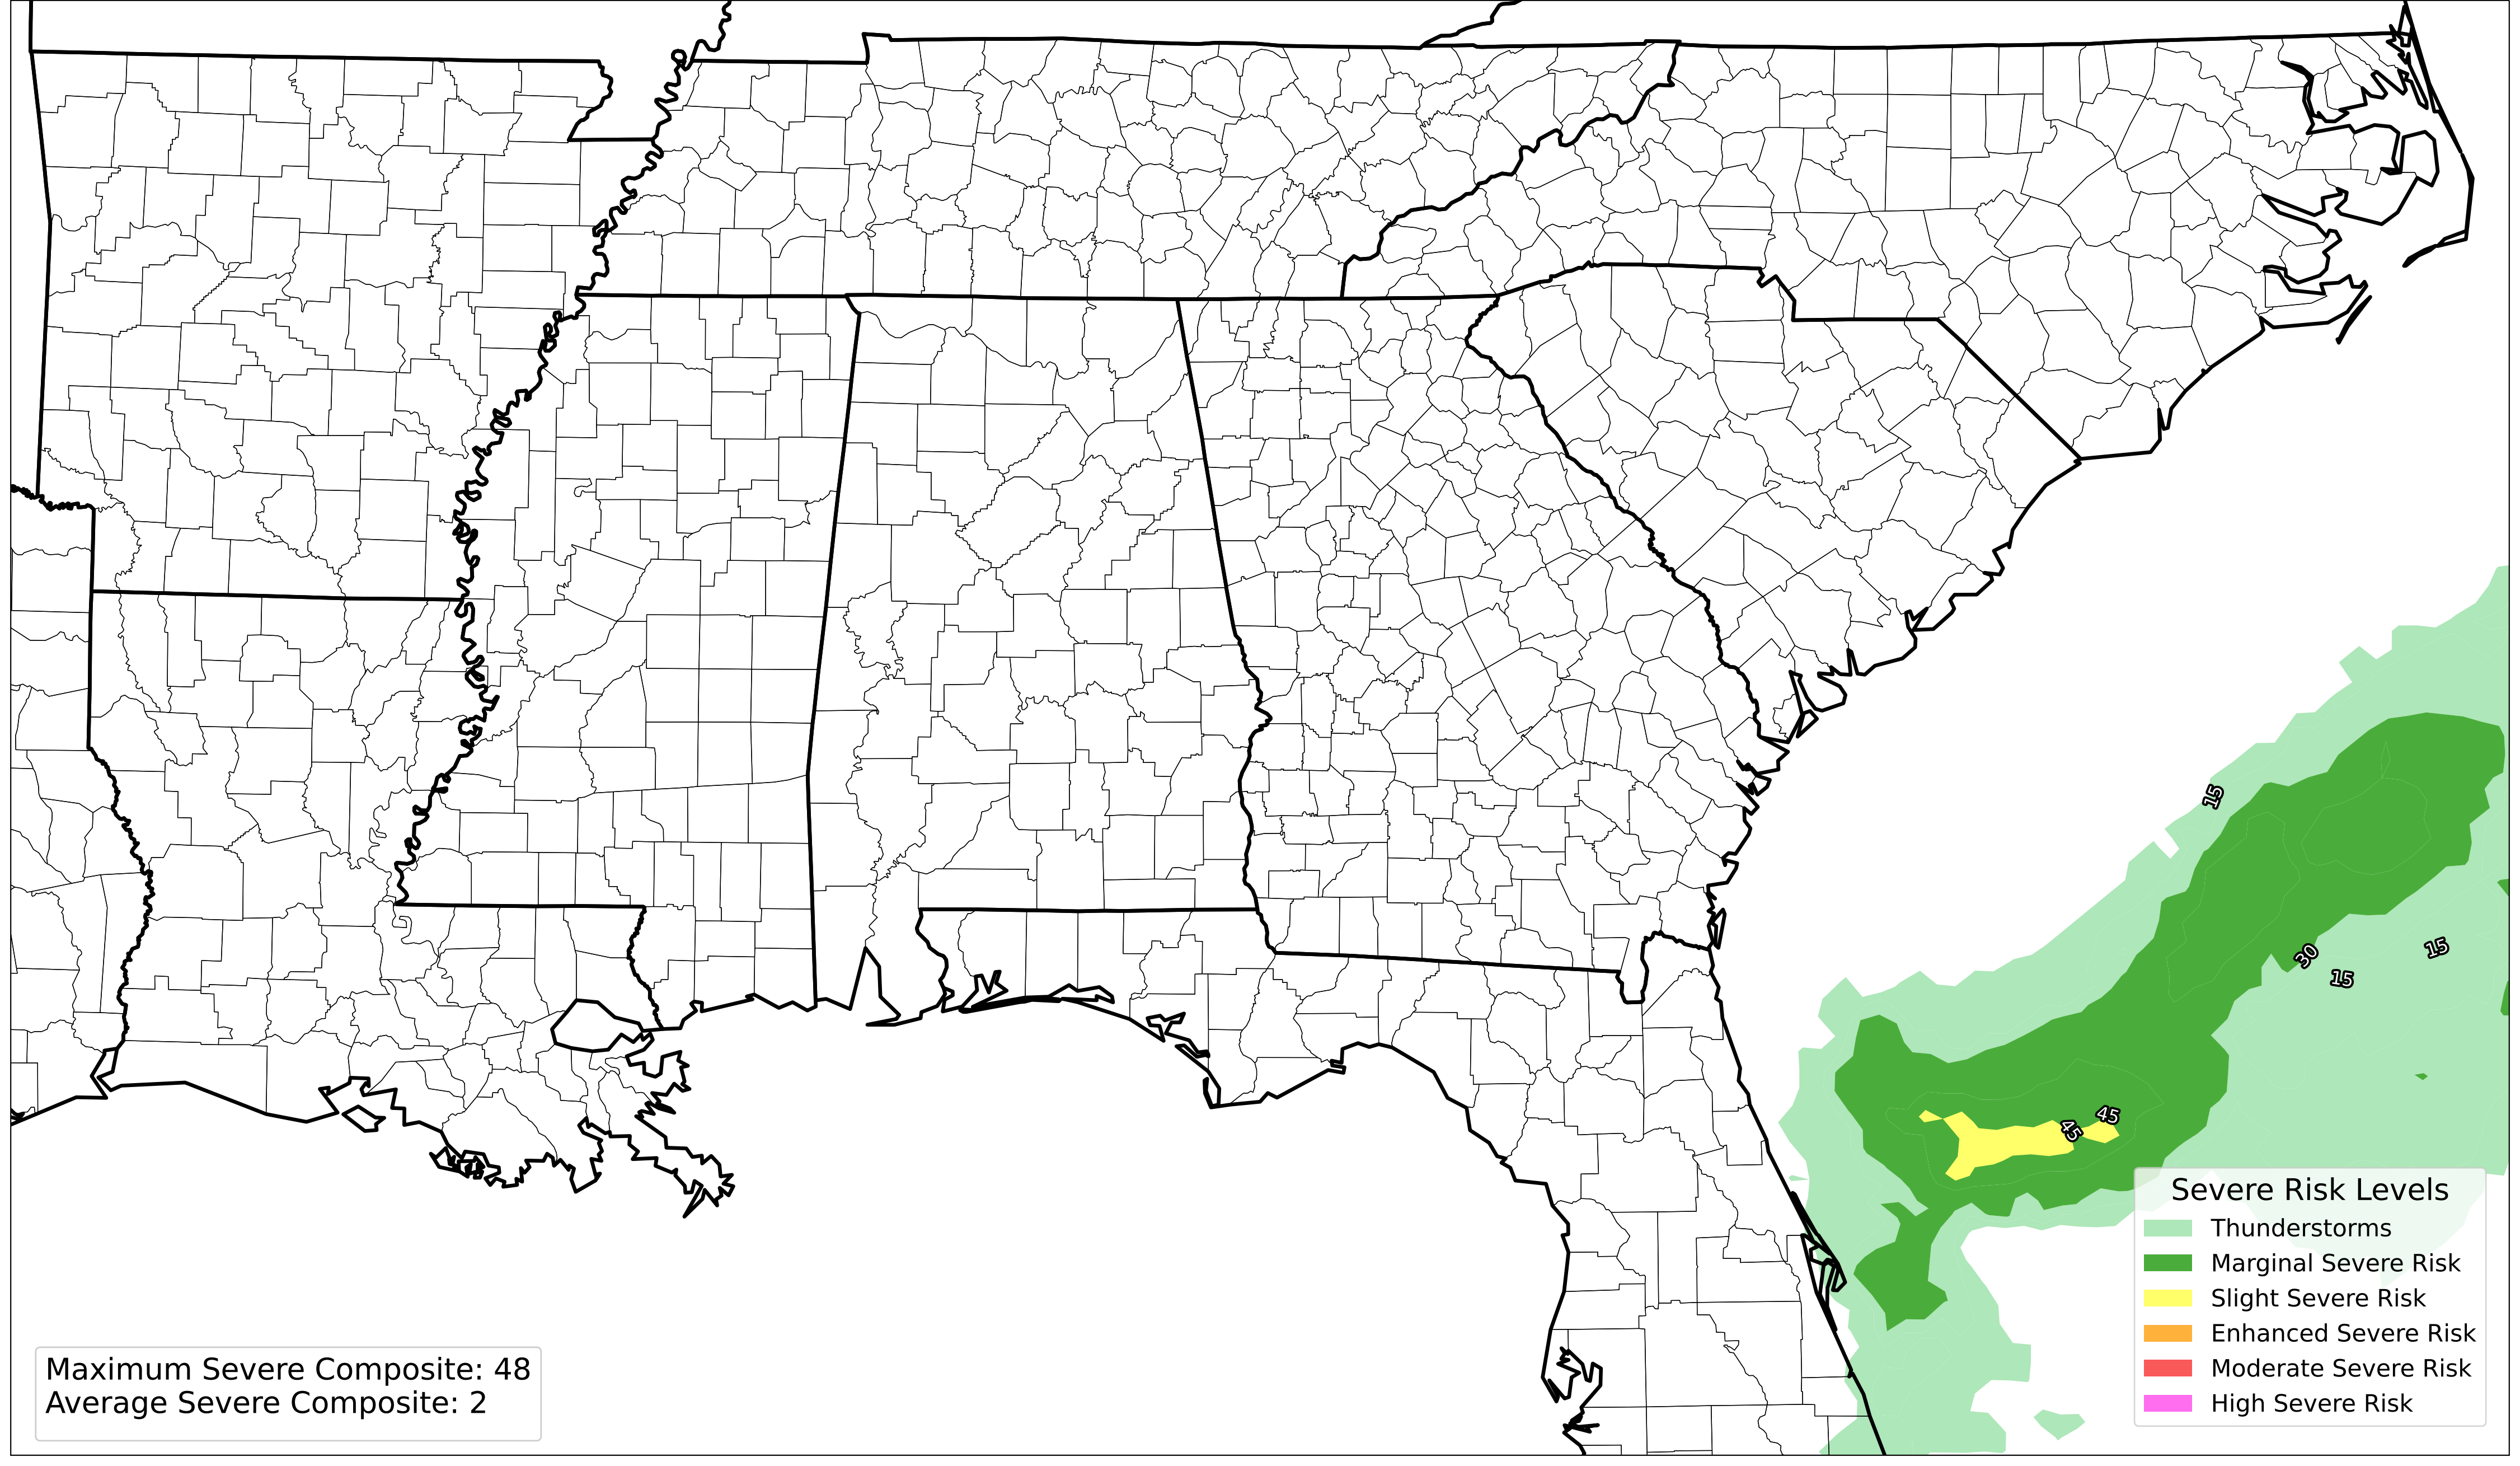 15
15
30
15
45
45
Severe Risk Levels
Thunderstorms
Marginal Severe Risk
Slight Severe Risk
Enhanced Severe Risk
Moderate Severe Risk
High Severe Risk
Maximum Severe Composite: 48
Average Severe Composite: 2